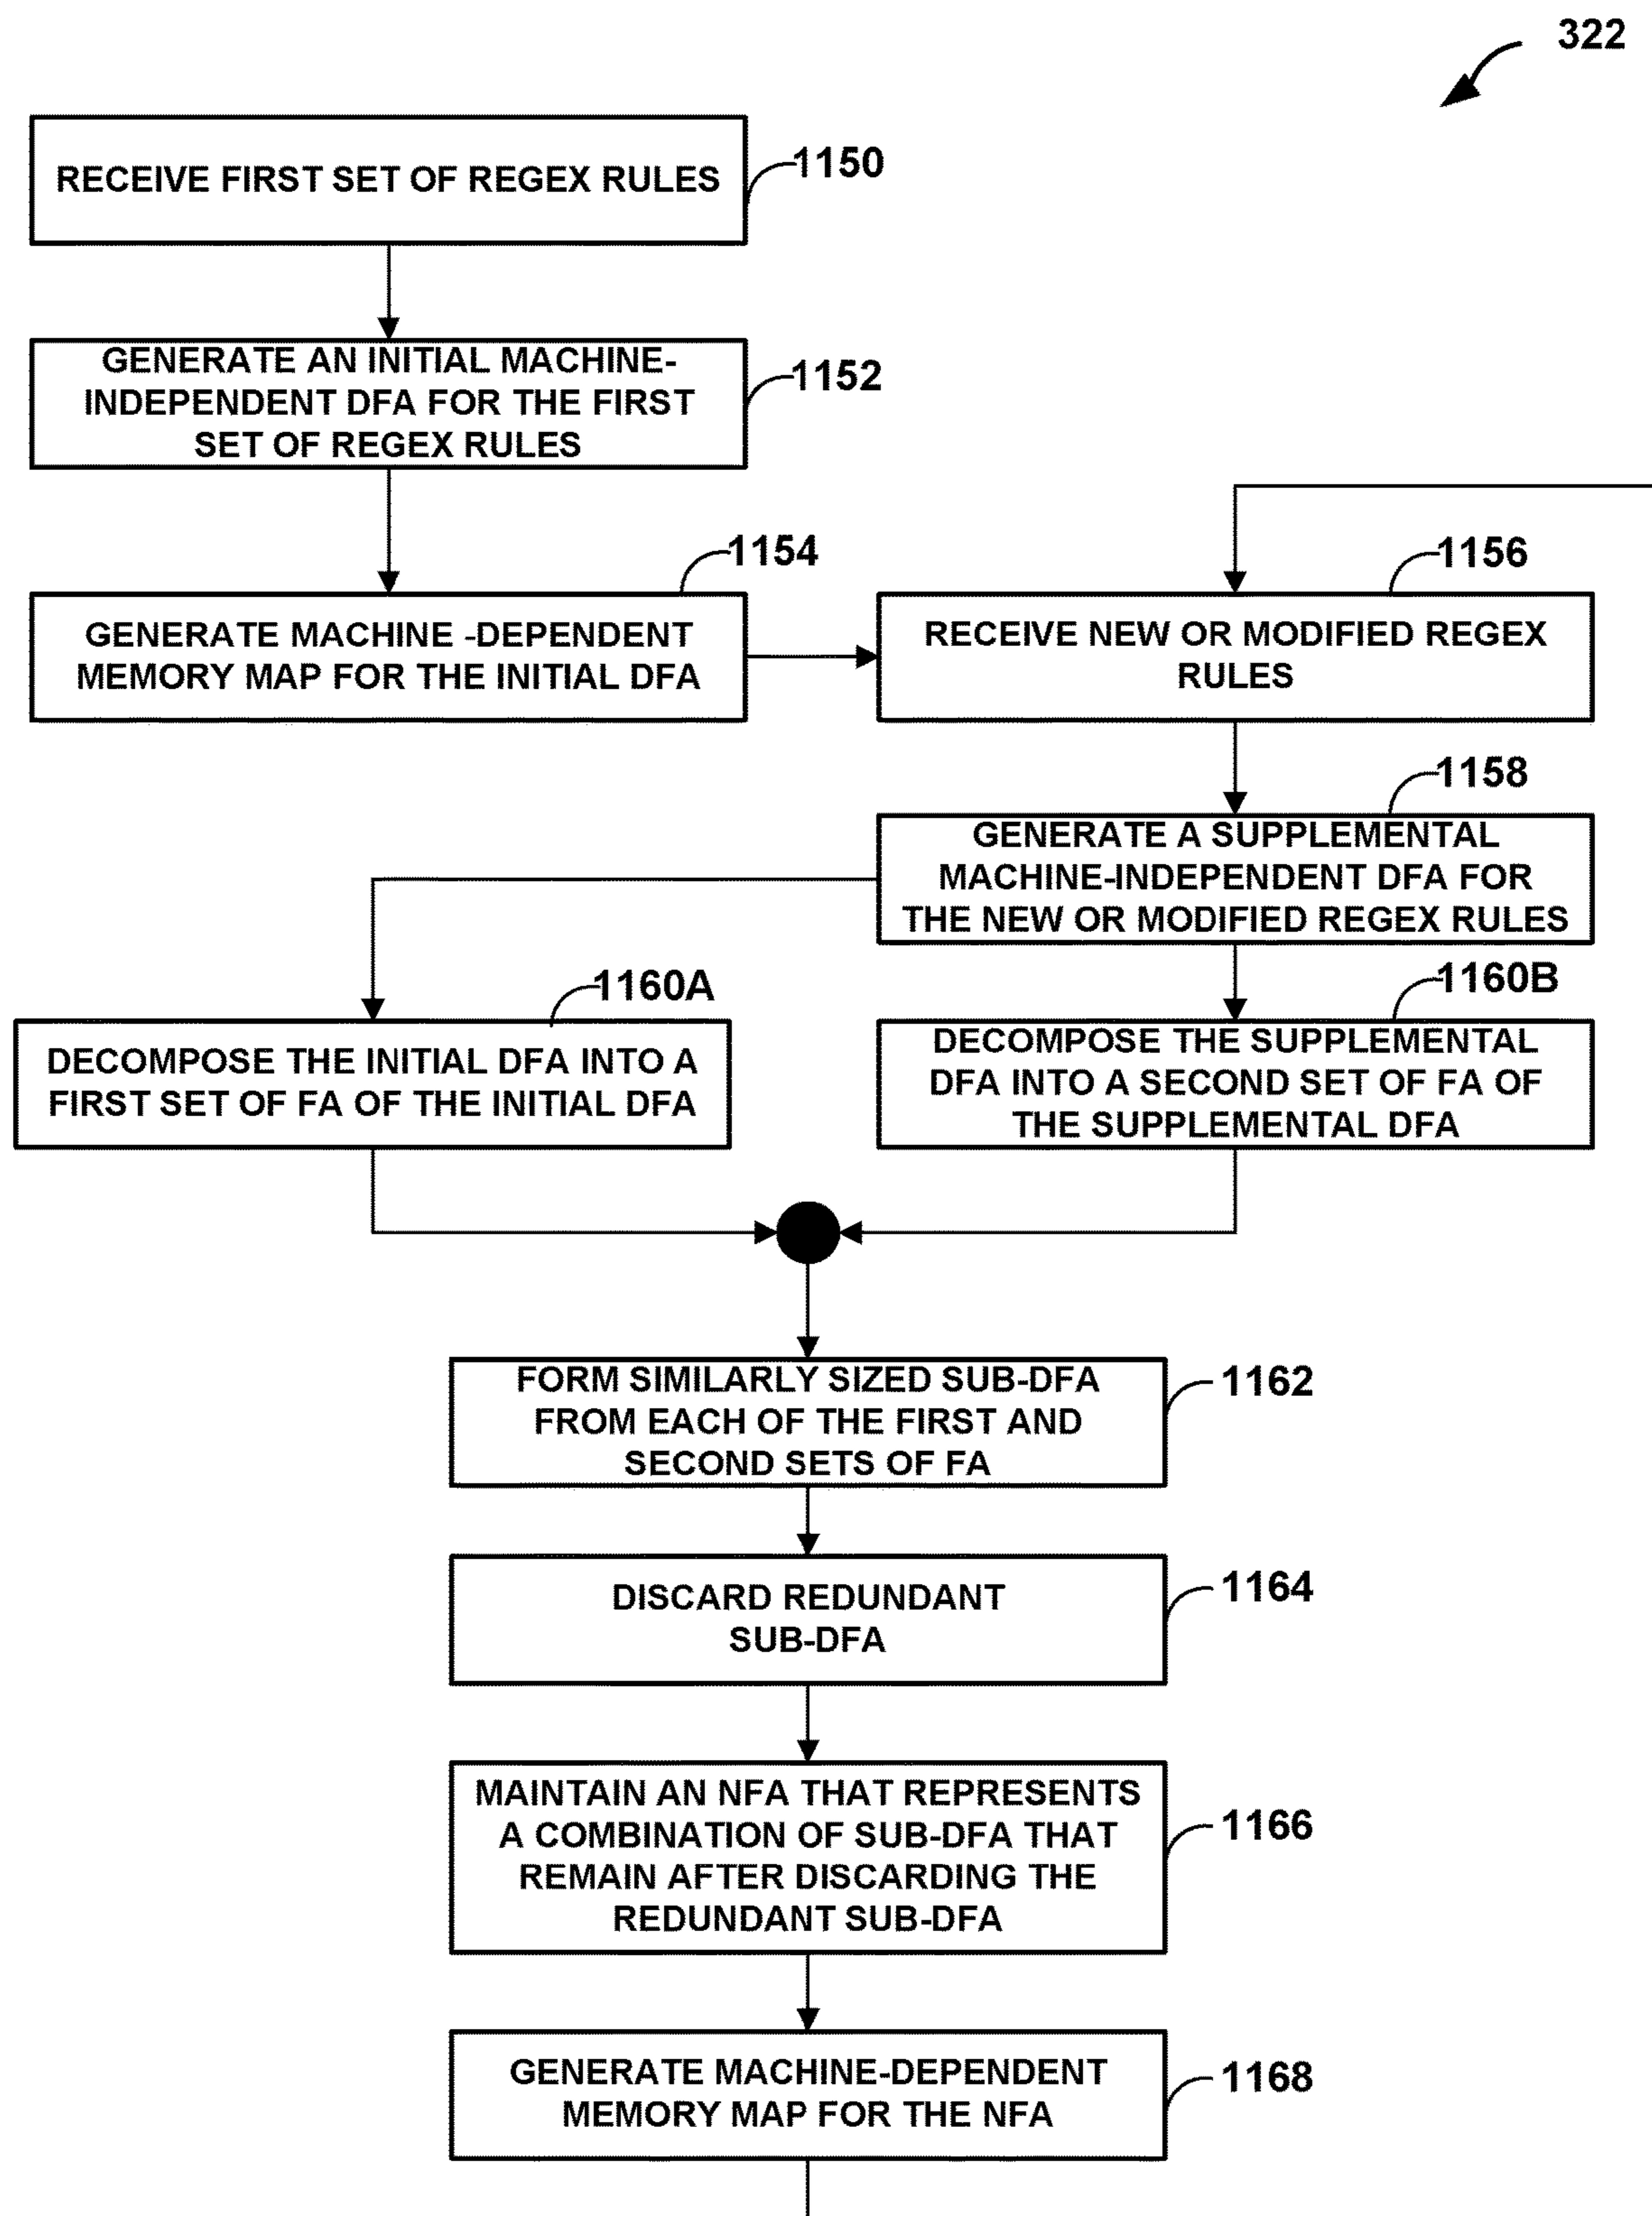 322
RECEIVE FIRST SET OF REGEX RULES
1150
GENERATE AN INITIAL MACHINE-
INDEPENDENT DFA FOR THE FIRST
SET OF REGEX RULES
1152
1154
GENERATE MACHINE -DEPENDENT
MEMORY MAP FOR THE INITIAL DFA
1156
RECEIVE NEW OR MODIFIED REGEX
RULES
1158
GENERATE A SUPPLEMENTAL
MACHINE-INDEPENDENT DFA FOR
THE NEW OR MODIFIED REGEX RULES
1160A
DECOMPOSE THE INITIAL DFA INTO A
FIRST SET OF FA OF THE INITIAL DFA
1160B
DECOMPOSE THE SUPPLEMENTAL
DFA INTO A SECOND SET OF FA OF
THE SUPPLEMENTAL DFA
FORM SIMILARLY SIZED SUB-DFA
FROM EACH OF THE FIRST AND
SECOND SETS OF FA
1162
DISCARD REDUNDANT
SUB-DFA
1164
MAINTAIN AN NFA THAT REPRESENTS
A COMBINATION OF SUB-DFA THAT
REMAIN AFTER DISCARDING THE
REDUNDANT SUB-DFA
1166
GENERATE MACHINE-DEPENDENT
MEMORY MAP FOR THE NFA
1168